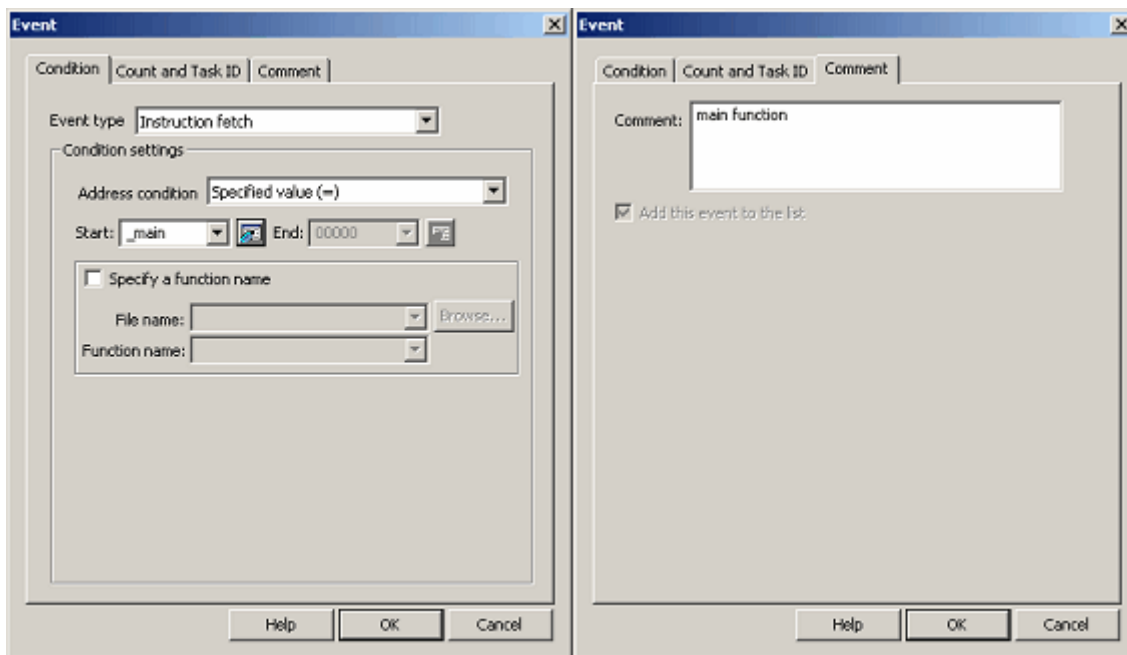 Event
Condition
Count and Task ID
Comment
Event type
Instruction fetch
Condition settings
Address condition
Specified value (=)
Start:
_main
End:
00000
Specify a function name
File name:
Browse...
Function name:
Help
OK
Cancel
Event
Condition
Count and Task ID
Comment
Comment:
main function
Add this event to the list
Help
OK
Cancel